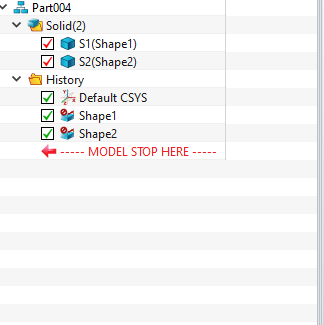 Part004
Solid(2)
S1(Shape1)
S2(Shape2)
History
Default CSYS
Shape1
Shape2
----- MODEL STOP HERE -----